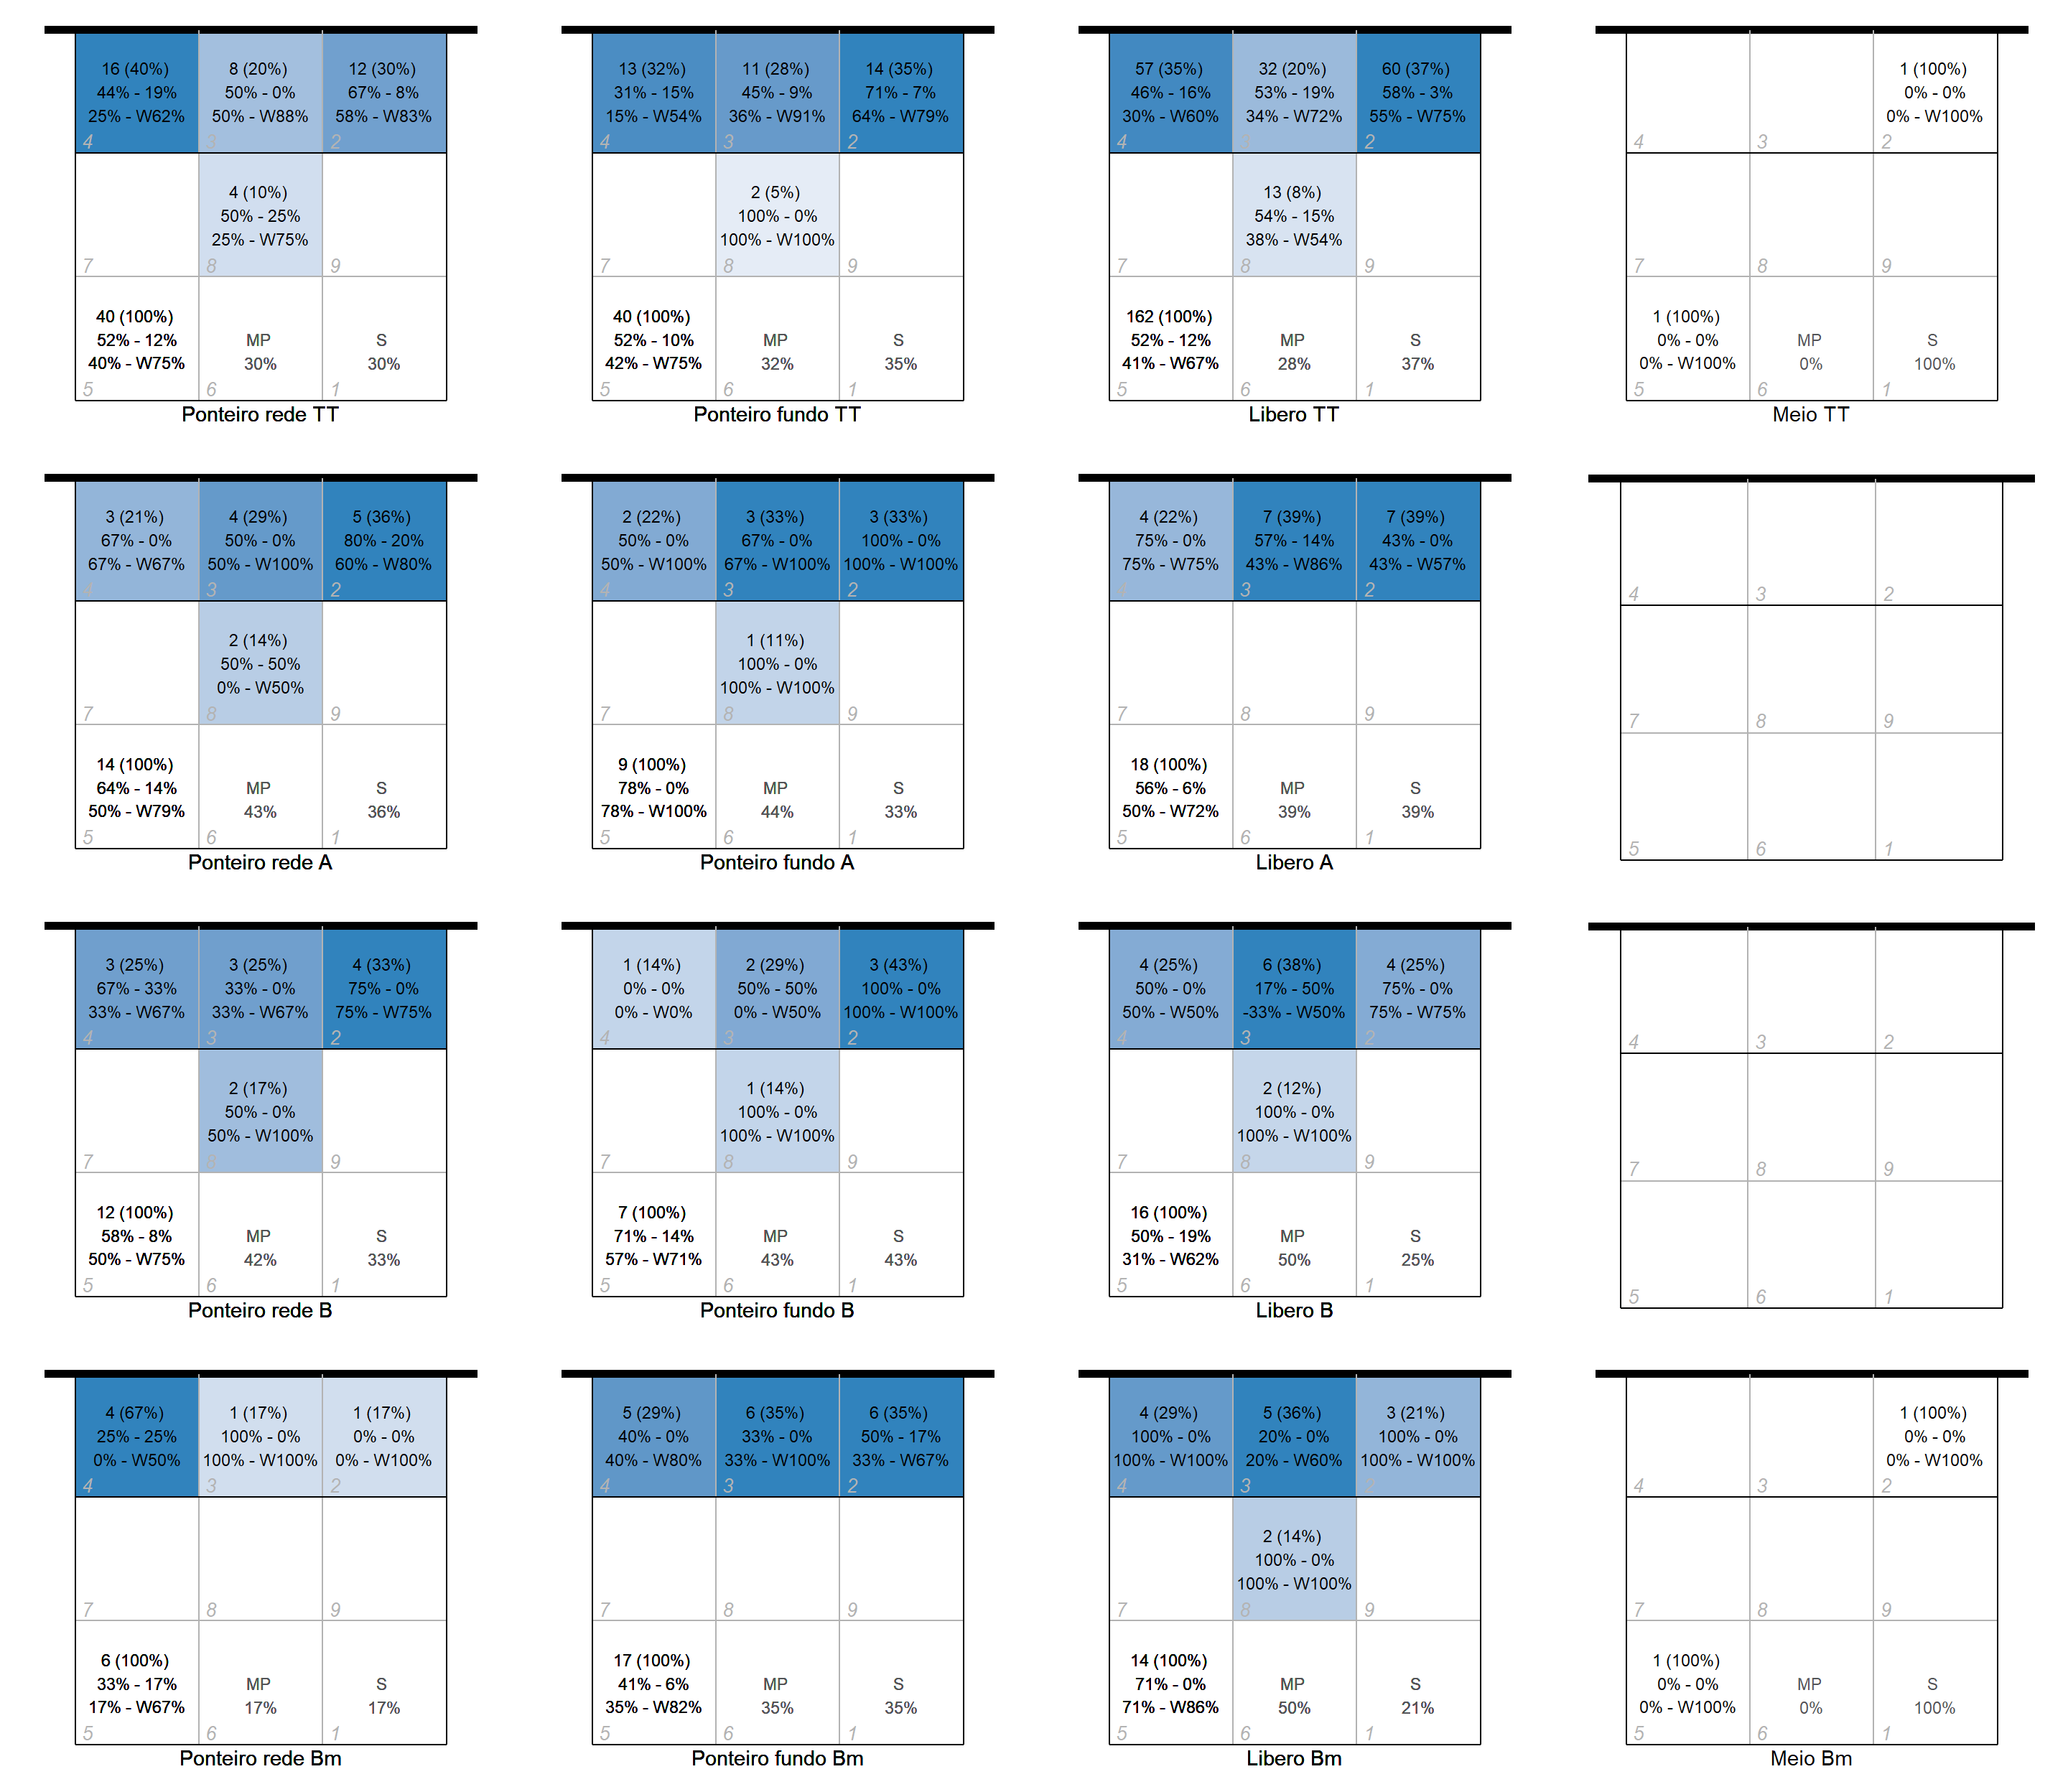 16 (40%)
44% - 19%
25% - W62%
4
8 (20%)
50% - 0%
50% - W88%
3
12 (30%)
67% - 8%
58% - W83%
2
7
4 (10%)
50% - 25%
25% - W75%
8
9
40 (100%)
52% - 12%
40% - W75%
5
MP
30%
6
S
30%
1
Ponteiro rede TT
13 (32%)
31% - 15%
15% - W54%
4
11 (28%)
45% - 9%
36% - W91%
3
14 (35%)
71% - 7%
64% - W79%
2
7
2 (5%)
100% - 0%
100% - W100%
8
9
40 (100%)
52% - 10%
42% - W75%
5
MP
32%
6
S
35%
1
Ponteiro fundo TT
57 (35%)
46% - 16%
30% - W60%
4
32 (20%)
53% - 19%
34% - W72%
60 (37%)
58% - 3%
55% - W75%
2
7
13 (8%)
54% - 15%
38% - W54%
8
9
162 (100%)
52% - 12%
41% - W67%
5
MP
28%
6
S
37%
1
Libero TT
4
3
1 (100%)
0% - 0%
0% - W100%
2
7
8
9
1 (100%)
0% - 0%
0% - W100%
5
MP
0%
6
S
100%
1
Meio TT
3 (21%)
67% - 0%
67% - W67%
4
4 (29%)
50% - 0%
50% - W100%
3
5 (36%)
80% - 20%
60% - W80%
2
7
2 (14%)
50% - 50%
0% - W50%
8
9
14 (100%)
64% - 14%
50% - W79%
5
MP
43%
6
S
36%
1
Ponteiro rede A
2 (22%)
50% - 0%
50% - W100%
4
3 (33%)
67% - 0%
67% - W100%
3
3 (33%)
100% - 0%
100% - W100%
2
7
1 (11%)
100% - 0%
100% - W100%
8
9
9 (100%)
78% - 0%
78% - W100%
5
MP
44%
6
S
33%
1
Ponteiro fundo A
4 (22%)
75% - 0%
75% - W75%
4
7 (39%)
57% - 14%
43% - W86%
3
7 (39%)
43% - 0%
43% - W57%
2
7
8
9
18 (100%)
56% - 6%
50% - W72%
5
MP
39%
6
S
39%
1
Libero A
4
3
2
7
8
9
5
6
1
3 (25%)
67% - 33%
33% - W67%
4
3 (25%)
33% - 0%
33% - W67%
3
4 (33%)
75% - 0%
75% - W75%
2
7
2 (17%)
50% - 0%
50% - W100%
8
9
12 (100%)
58% - 8%
50% - W75%
5
MP
42%
6
S
33%
1
Ponteiro rede B
1 (14%)
0% - 0%
0% - W0%
4
2 (29%)
50% - 50%
0% - W50%
3
3 (43%)
100% - 0%
100% - W100%
2
7
1 (14%)
100% - 0%
100% - W100%
8
9
7 (100%)
71% - 14%
57% - W71%
5
MP
43%
6
S
43%
1
Ponteiro fundo B
4 (25%)
50% - 0%
50% - W50%
4
6 (38%)
17% - 50%
-33% - W50%
3
4 (25%)
75% - 0%
75% - W75%
2
7
2 (12%)
100% - 0%
100% - W100%
8
9
16 (100%)
50% - 19%
31% - W62%
5
MP
50%
6
S
25%
1
Libero B
4
3
2
7
8
9
5
6
1
4 (67%)
25% - 25%
0% - W50%
4
1 (17%)
100% - 0%
100% - W100%
3
1 (17%)
0% - 0%
0% - W100%
2
7
8
9
6 (100%)
33% - 17%
17% - W67%
5
MP
17%
6
S
17%
1
Ponteiro rede Bm
5 (29%)
40% - 0%
40% - W80%
4
6 (35%)
33% - 0%
33% - W100%
3
6 (35%)
50% - 17%
33% - W67%
2
7
8
9
17 (100%)
41% - 6%
35% - W82%
5
MP
35%
6
S
35%
1
Ponteiro fundo Bm
4 (29%)
100% - 0%
100% - W100%
4
5 (36%)
20% - 0%
20% - W60%
3
3 (21%)
100% - 0%
100% - W100%
2
7
2 (14%)
100% - 0%
100% - W100%
8
9
14 (100%)
71% - 0%
71% - W86%
5
MP
50%
6
S
21%
1
Libero Bm
4
3
1 (100%)
0% - 0%
0% - W100%
2
7
8
9
1 (100%)
0% - 0%
0% - W100%
5
MP
0%
6
S
100%
1
Meio Bm